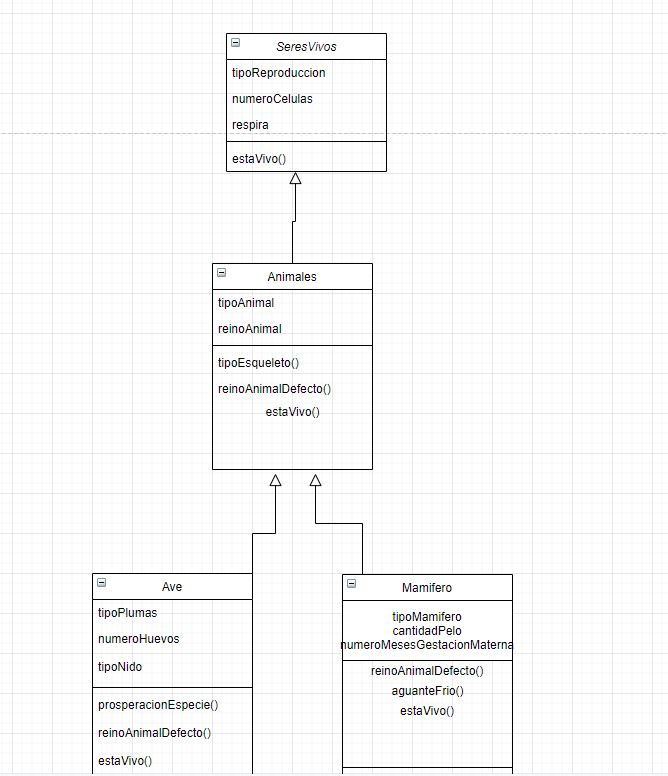 SeresVivos
tipoReproduccion
numeroCelulas
respira
estaVivo()
Animales
tipoAnimal
reinoAnimal
tipoEsqueleto()
reinoAnimalDefecto()
estaVivo()
Ave
tipoPlumas
numeroHuevos
tipoNido
prosperacionEspecie()
reinoAnimalDefecto()
estaVivo()
Mamifero
tipoMamifero
cantidadPelo
numeroMesesGestacionMaterna
reinoAnimalDefecto()
aguanteFrio()
estaVivo()